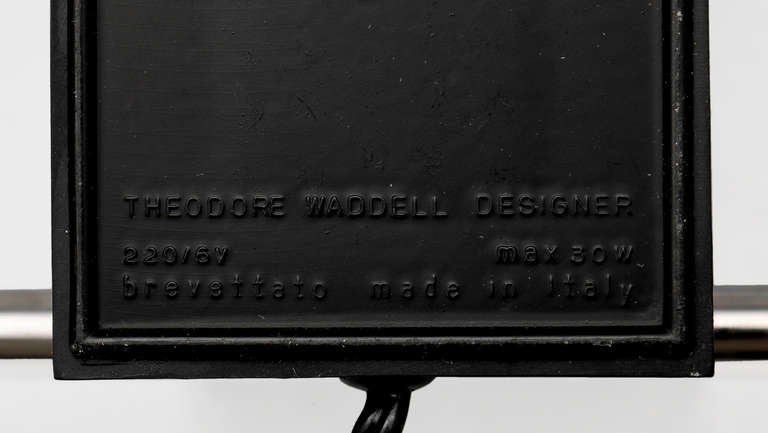 THEODORE WADDELL DESIGNER
220/6V max 30W
brevettato made in Italy